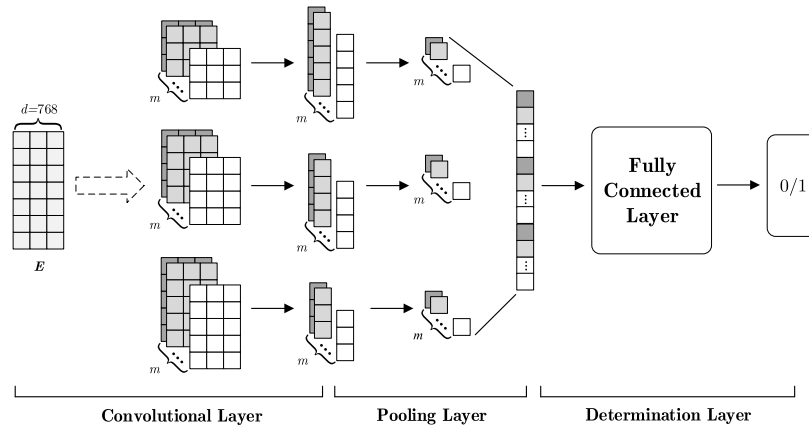 m
m
d=768
Fully
Connected
Layer
0/1
m
m
E
m
m
Convolutional Layer
Pooling Layer
Determination Layer